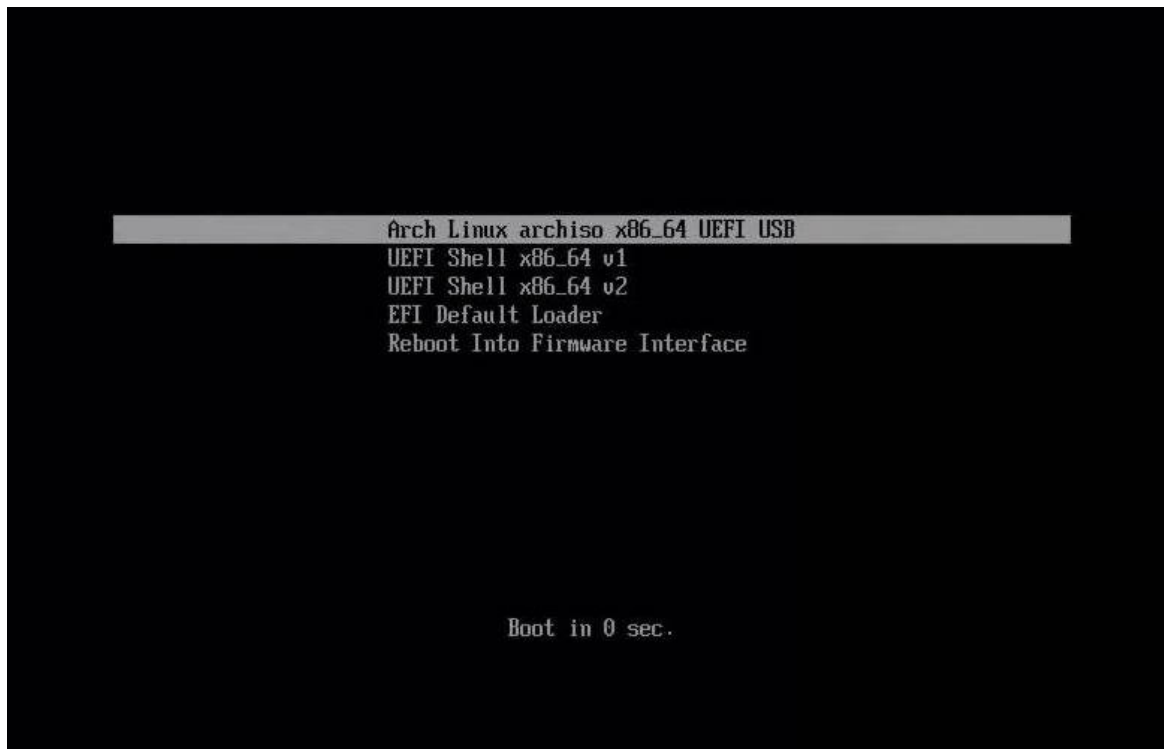 Arch Linux archiso x86_64 UEFI USB
UEFI Shell x86_64 v1
UEFI Shell x86_64 v2
EFI Default Loader
Reboot Into Firmware Interface
Boot in 0 sec.